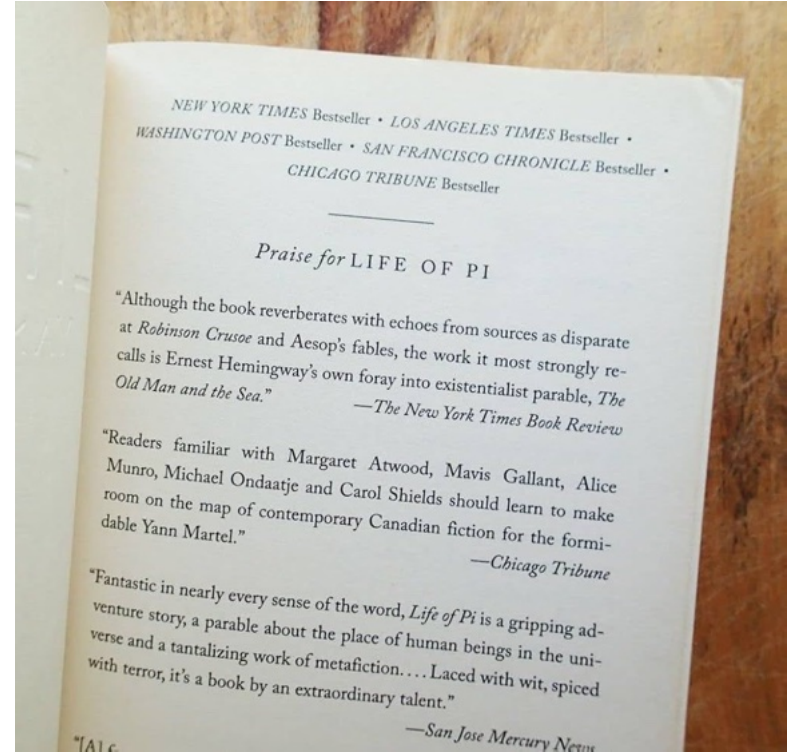 NEW YORK TIMES Bestseller • LOS ANGELES TIMES Bestseller •
WASHINGTON POST Bestseller • SAN FRANCISCO CHRONICLE Bestseller •
CHICAGO TRIBUNE Bestseller
Praise for LIFE OF PI
“Although the book reverberates with echoes from sources as disparate
at Robinson Crusoe and Aesop’s fables, the work it most strongly re-
calls is Ernest Hemingway’s own foray into existentialist parable, The
Old Man and the Sea.” —The New York Times Book Review
“Readers familiar with Margaret Atwood, Mavis Gallant, Alice
Munro, Michael Ondaatje and Carol Shields should learn to make
room on the map of contemporary Canadian fiction for the formi-
dable Yann Martel.” —Chicago Tribune
“Fantastic in nearly every sense of the word, Life of Pi is a gripping ad-
venture story, a parable about the place of human beings in the uni-
verse and a tantalizing work of metafiction.... Laced with wit, spiced
with terror, it’s a book by an extraordinary talent.”
—San Jose Mercury News